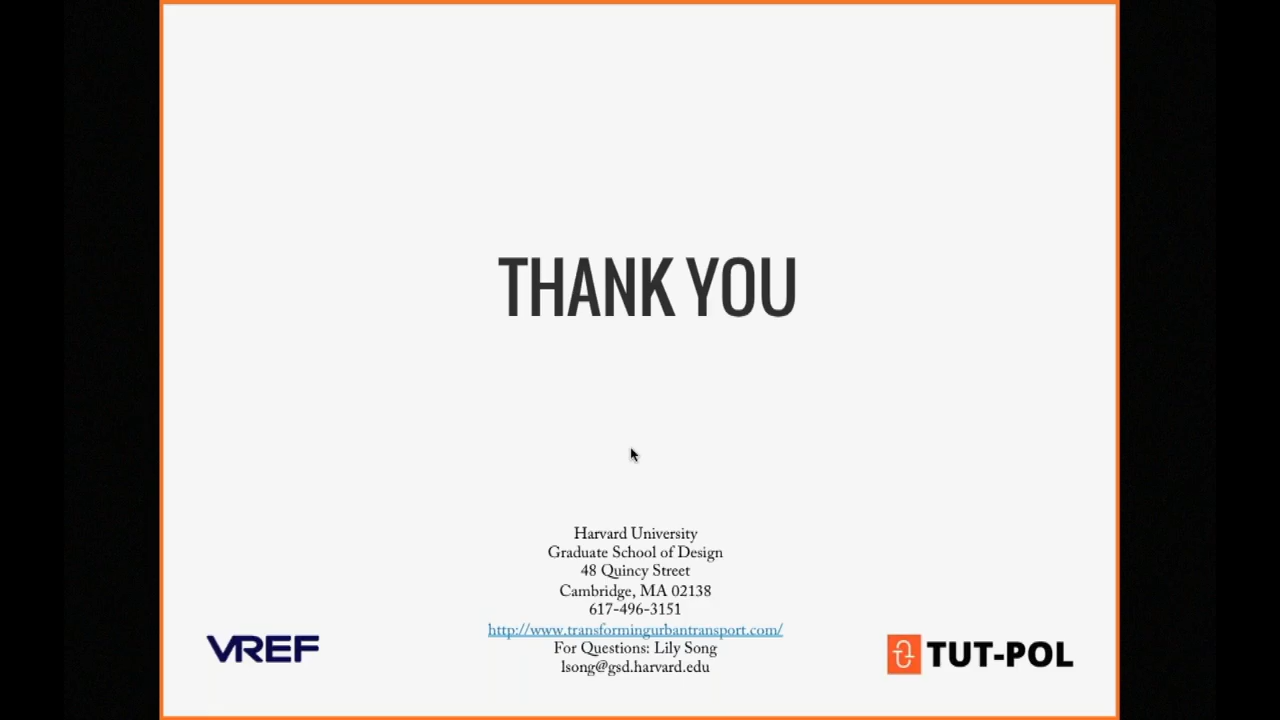 THANK YOU
Harvard University
Graduate School of Design
48 Quincy Street
Cambridge, MA 02138
617-496-3151
http://www.transformingurbantransport.com/
For Questions: Lily Song
lsong@gsd.harvard.edu
VREF
TUT-POL